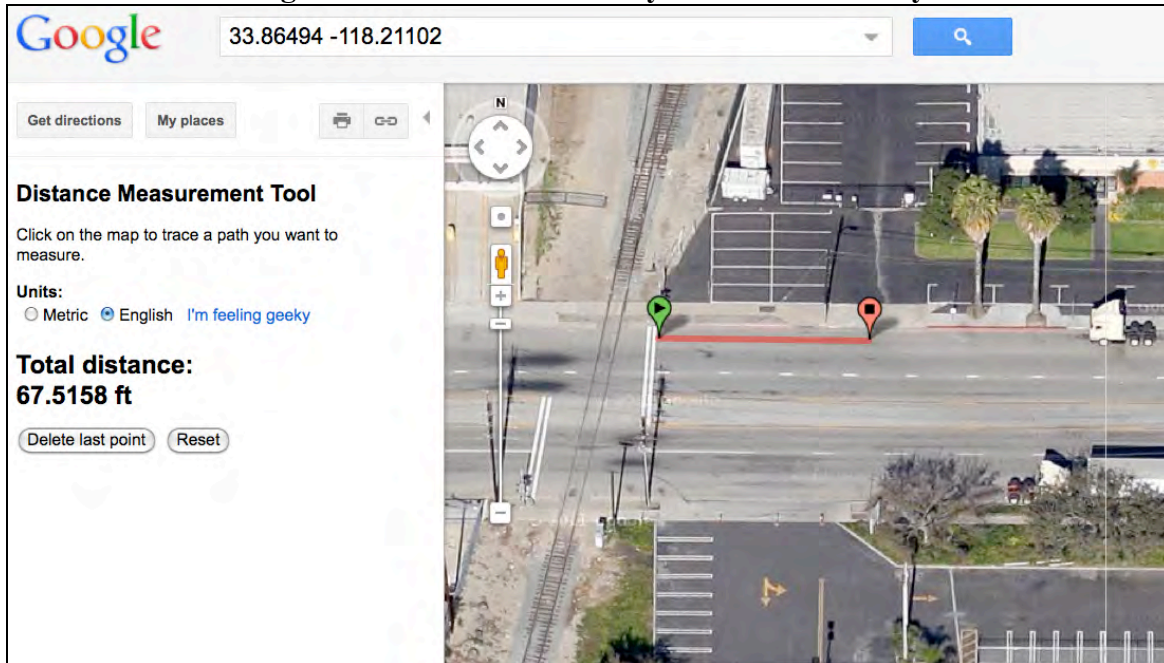 Google
33.86494 -118.21102
Get directions
My places
N
Distance Measurement Tool
Click on the map to trace a path you want to
measure.
Units:
Metric English I'm feeling geeky
Total distance:
67.5158 ft
Delete last point Reset